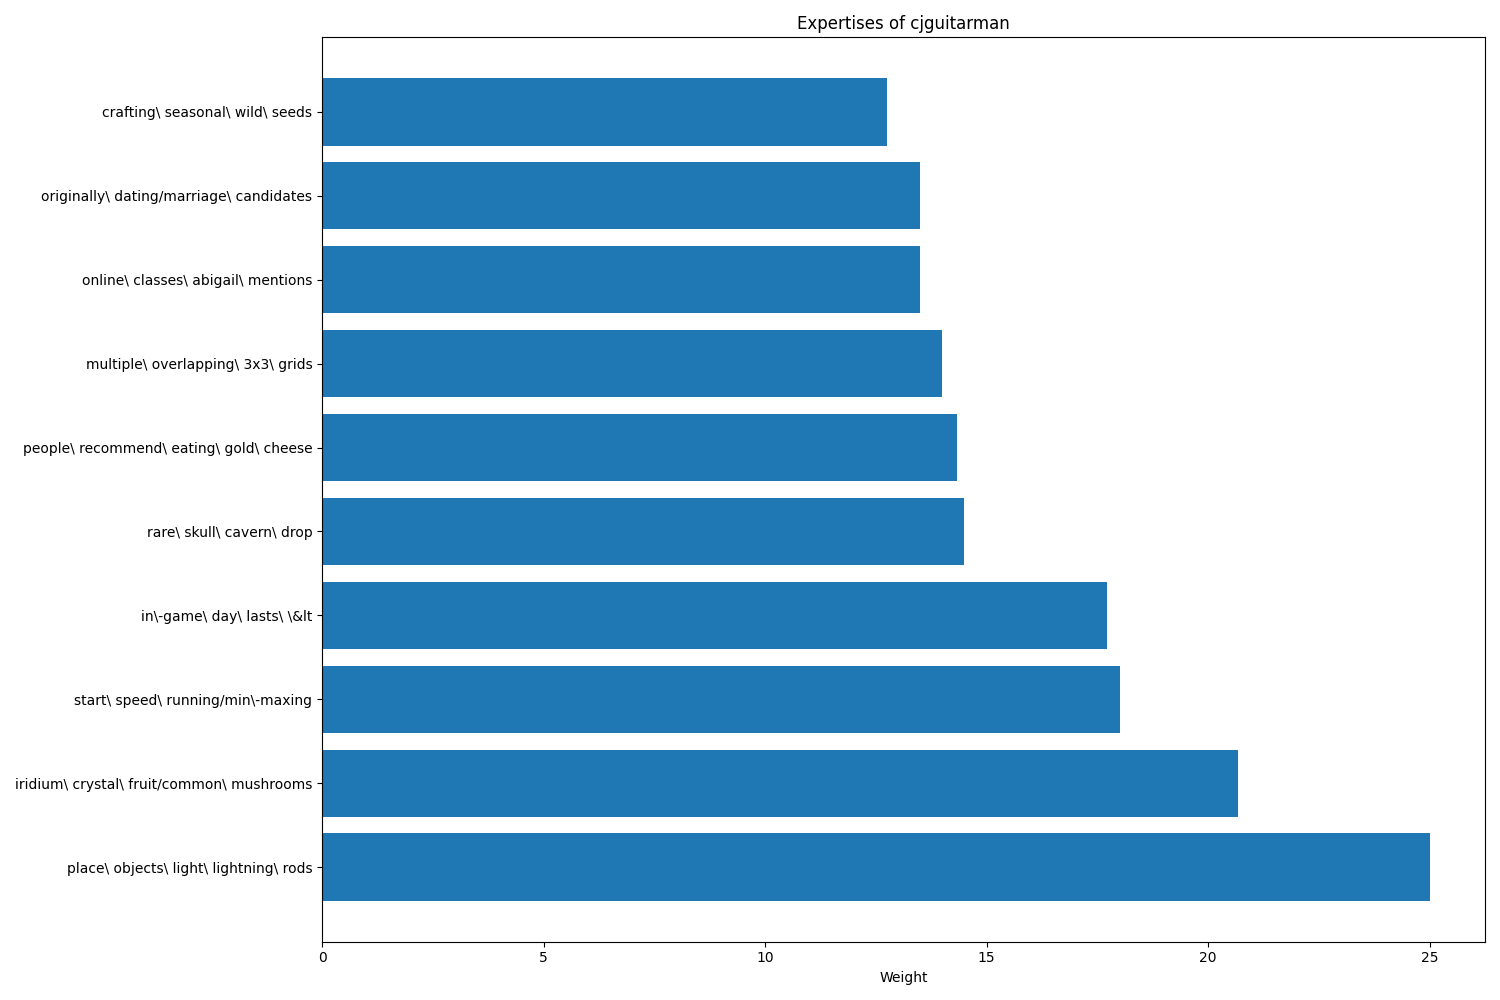 Expertises of cjguitarman
crafting\ seasonal\ wild\ seeds
originally\ dating/marriage\ candidates
online\ classes\ abigail\ mentions
multiple\ overlapping\ 3x3\ grids
people\ recommend\ eating\ gold\ cheese
rare\ skull\ cavern\ drop
in\-game\ day\ lasts\ \&lt
start\ speed\ running/min\-maxing
iridium\ crystal\ fruit/common\ mushrooms
place\ objects\ light\ lightning\ rods
0 5 10 15 20 25
Weight